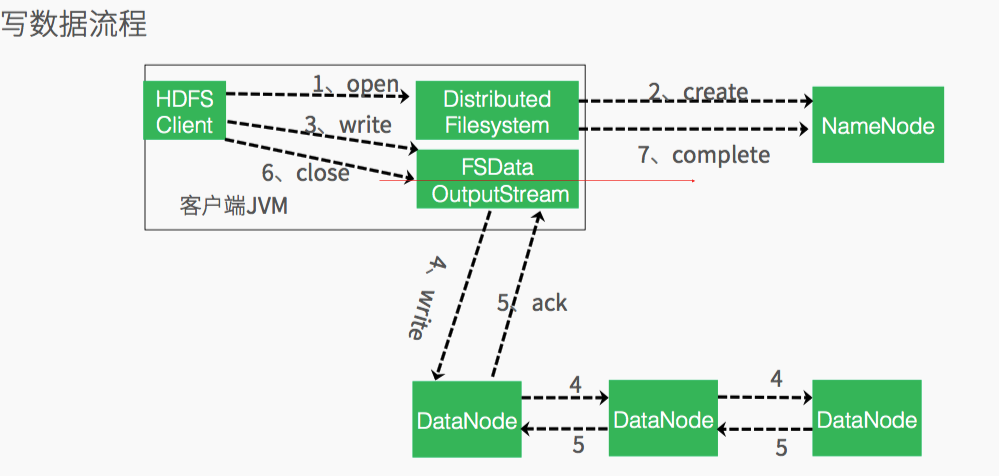 写数据流程
HDFS
Client
1、open
Distributed
Filesystem
2、create
NameNode
3、write
7、complete
6、close
FSData
OutputStream
客户端JVM
4、write
5、ack
DataNode
4
DataNode
4
DataNode
5
5